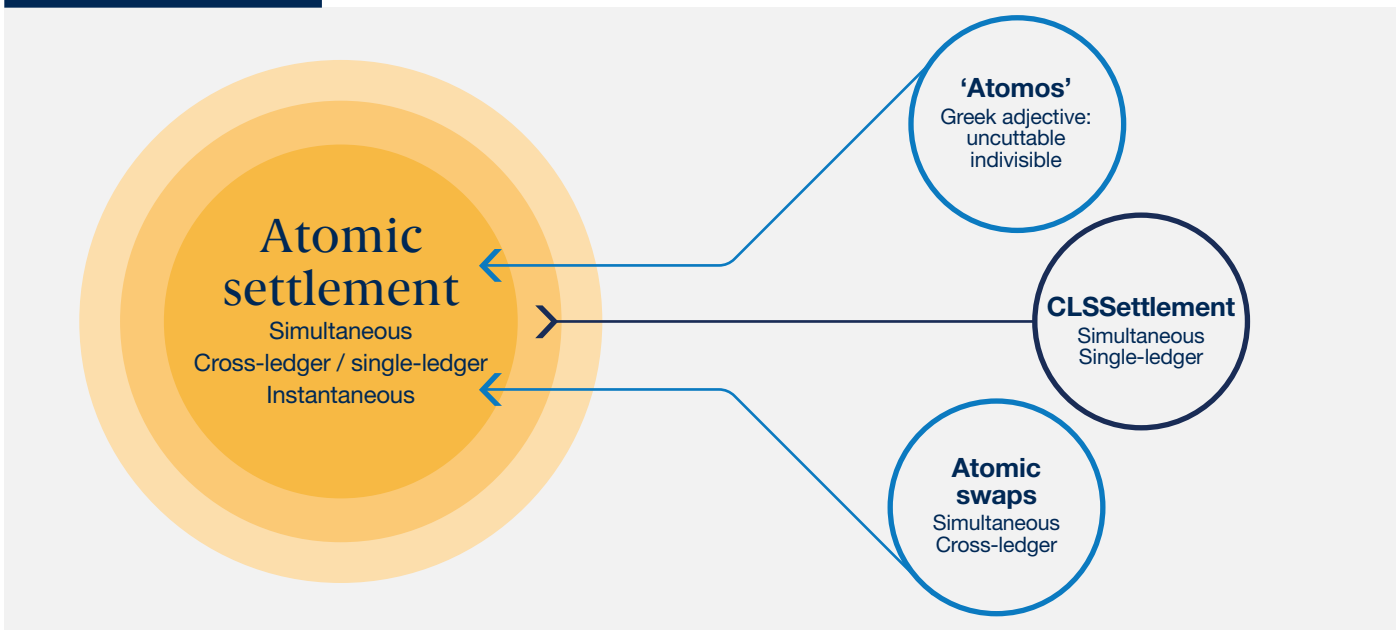 Atomic
settlement
Simultaneous
Cross-ledger / single-ledger
Instantaneous
‘Atomos’
Greek adjective:
uncuttable
indivisible
CLSSettlement
Simultaneous
Single-ledger
Atomic
swaps
Simultaneous
Cross-ledger